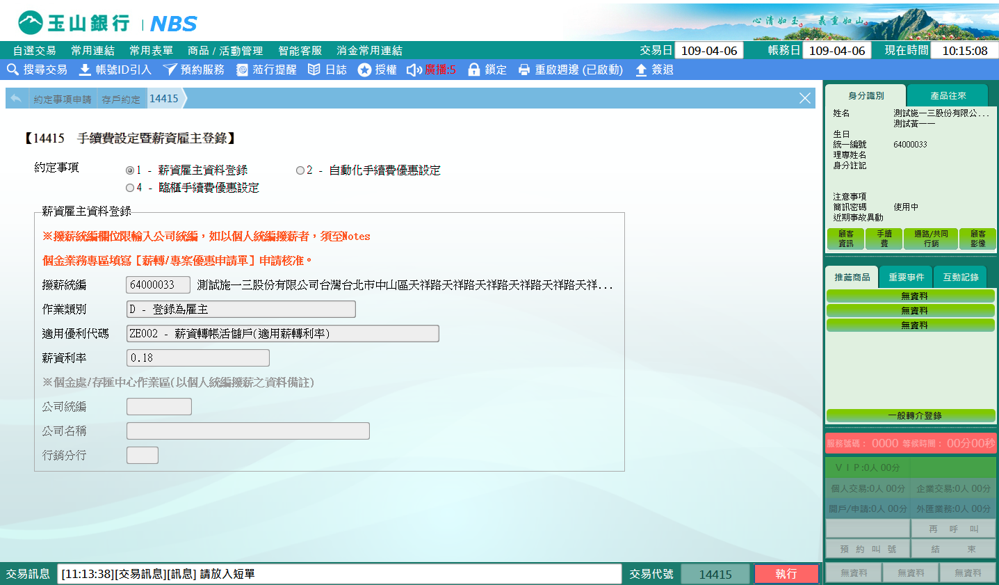 玉山銀行 | NBS
心清如玉。義重如山。
自選交易 常用連結 常用表單 商品 / 活動管理 智能客服 消金常用連結 交易日 109-04-06 帳務日 109-04-06 現在時間 10:15:08
搜尋交易 帳號ID引入 預約服務 蒞行提醒 日誌 授權 廣播:5 鎖定 重啟週邊 (已啟動) 簽退
約定事項申請 存戶約定 14415
【14415 手續費設定暨薪資雇主登錄】
約定事項
1 - 薪資雇主資料登錄 2 - 自動化手續費優惠設定
4 - 臨櫃手續費優惠設定
薪資雇主資料登錄
※撥薪統編欄位限輸入公司統編，如以個人統編撥薪者，須至Notes
個金業務專區填寫［薪轉/專案優惠申請單］申請核准。
撥薪統編 64000033 測試施一三股份有限公司台灣台北市中山區天祥路天祥路天祥路天祥路天祥路天祥...
作業類別 D - 登錄為雇主
適用優利代碼 ZE002 - 薪資轉帳活儲戶(適用薪轉利率)
薪資利率 0.18
※個金處/存匯中心作業區(以個人統編撥薪之資料備註)
公司統編
公司名稱
行銷分行
交易訊息 [11:13:38][交易訊息][訊息] 請放入短單 交易代號 14415 執行
身分識別 產品往來
姓名 測試施一三股份有限公...
測試黃一一
生日
統一編號 64000033
理專姓名
身分註記
注意事項
簡訊密碼 使用中
近期事故異動
顧客資訊 手續費 通路/共同行銷 顧客影像
推薦商品 重要事件 互動記錄
無資料
無資料
無資料
一般轉介登錄
服務號碼： 0000 等候時間： 00分00秒
ＶＩＰ:0人 00分
個人交易:0人 00分 企業交易:0人 00分
開戶/申請:0人 00分 外匯業務:0人 00分
再 呼 叫
預 約 叫 號 結 束
無資料 無資料 無資料